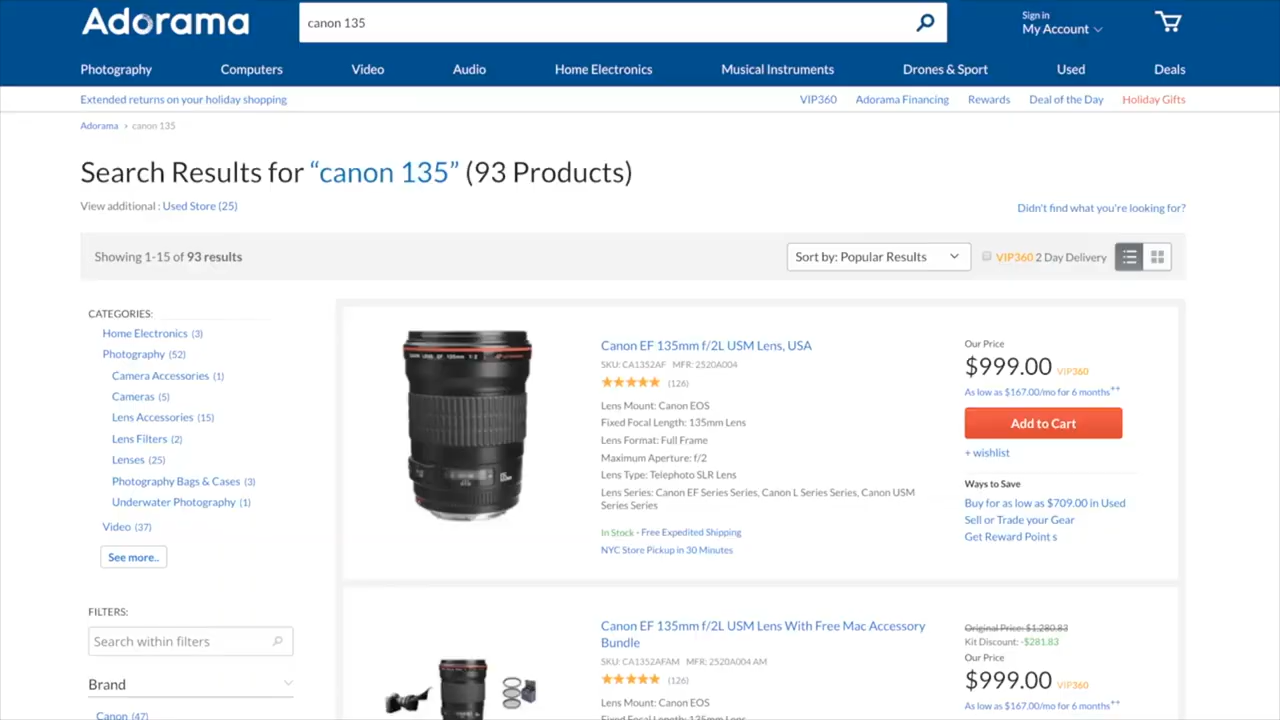 Adorama
canon 135
Sign in
My Account
Photography Computers Video Audio Home Electronics Musical Instruments Drones & Sport Used Deals
Extended returns on your holiday shopping
VIP360 Adorama Financing Rewards Deal of the Day Holiday Gifts
Adorama › canon 135
Search Results for “canon 135” (93 Products)
View additional : Used Store (25)
Didn't find what you're looking for?
Showing 1-15 of 93 results
Sort by: Popular Results
VIP360 2 Day Delivery
CATEGORIES:
Home Electronics (3)
Photography (52)
Camera Accessories (1)
Cameras (5)
Lens Accessories (15)
Lens Filters (2)
Lenses (25)
Photography Bags & Cases (3)
Underwater Photography (1)
Video (37)
See more..
FILTERS:
Search within filters
Brand
Canon (47)
Canon EF 135mm f/2L USM Lens, USA
SKU: CA1352AF MFR: 2520A004
(126)
Lens Mount: Canon EOS
Fixed Focal Length: 135mm Lens
Lens Format: Full Frame
Maximum Aperture: f/2
Lens Type: Telephoto SLR Lens
Lens Series: Canon EF Series Series, Canon L Series Series, Canon USM
Series Series
In Stock - Free Expedited Shipping
NYC Store Pickup in 30 Minutes
Our Price
$999.00 VIP360
As low as $167.00/mo for 6 months++
Add to Cart
+ wishlist
Ways to Save
Buy for as low as $709.00 in Used
Sell or Trade your Gear
Get Reward Point s
Canon EF 135mm f/2L USM Lens With Free Mac Accessory
Bundle
SKU: CA1352AFAM MFR: 2520A004 AM
(126)
Lens Mount: Canon EOS
Fixed Focal Length: 135mm Lens
Original Price: $1,280.83
Kit Discount: -$281.83
Our Price
$999.00 VIP360
As low as $167.00/mo for 6 months++